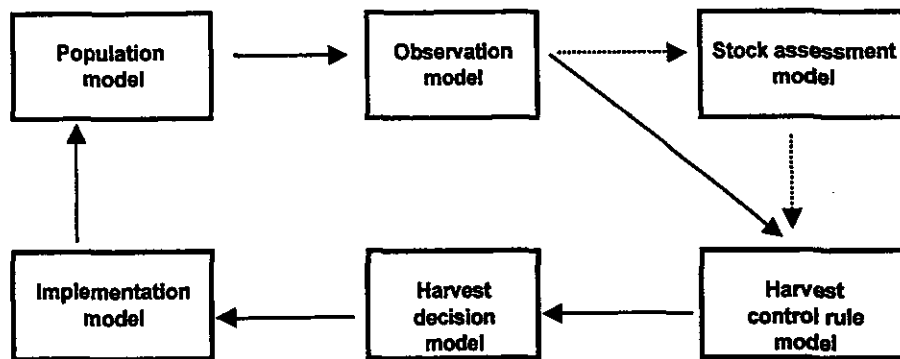 Population
model
Observation
model
Stock assessment
model
Implementation
model
Harvest
decision
model
Harvest
control rule
model